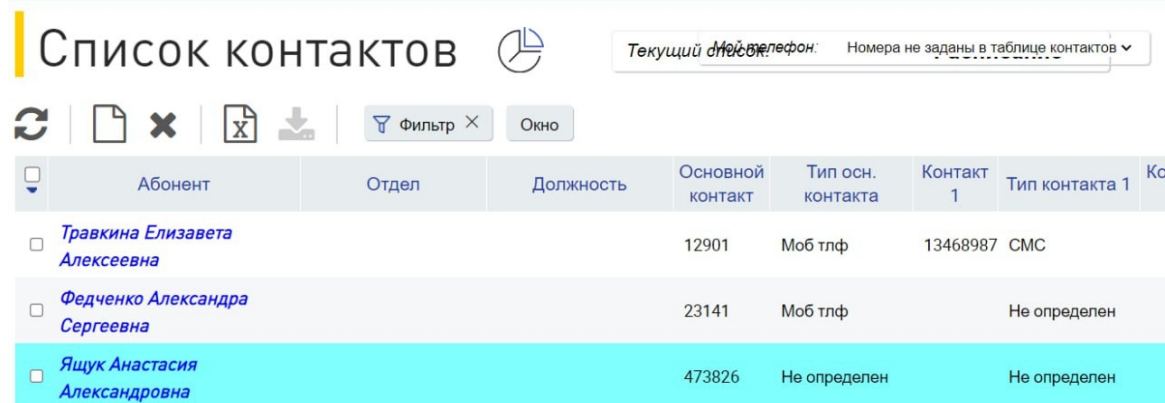 Список контактов
Текущий список:
Мой телефон: Номера не заданы в таблице контактов
Фильтр Окно
Абонент Отдел Должность Основной контакт Тип осн. контакта Контакт 1 Тип контакта 1
Травкина Елизавета
Алексеевна
12901 Моб тлф 13468987 СМС
Федченко Александра
Сергеевна
23141 Моб тлф Не определен
Ящук Анастасия
Александровна
473826 Не определен Не определен